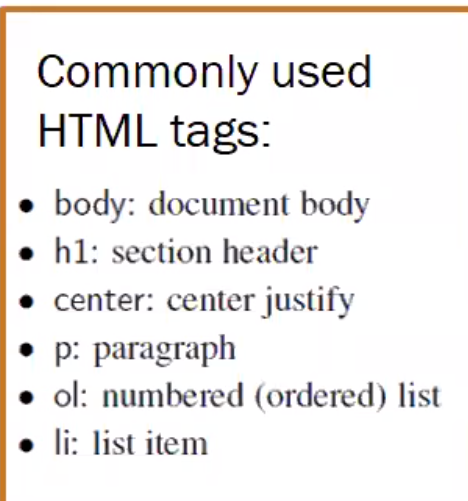 Commonly used
HTML tags:
• body: document body
• h1: section header
• center: center justify
• p: paragraph
• ol: numbered (ordered) list
• li: list item